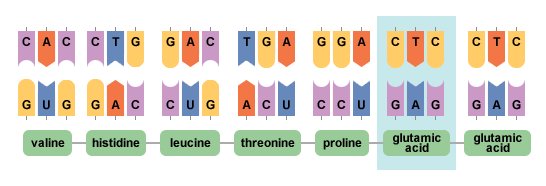 C A C C T G G A C T G A G G A C T C C T C
G U G G A C C U G A C U C C U G A G G A G
valine histidine leucine threonine proline glutamic acid glutamic acid